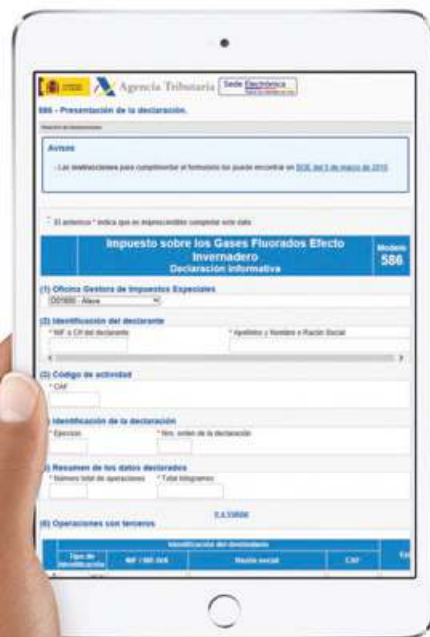 Agencia Tributaria
Sede Electrónica
586 - Presentación de la declaración.
Avisos
- Las instrucciones para cumplimentar el formulario las puede encontrar en BOE del 5 de marzo de
El asterisco * indica que es imprescindible completar este dato
Impuesto sobre los Gases Fluorados Efecto
Invernadero
Declaración Informativa
Modelo
586
(1) Oficina Gestora de Impuestos Especiales
- Álava
(2) Identificación del declarante
* NIF o CIF del declarante
* Apellidos y Nombre o Razón Social
(3) Código de actividad
* CAF
Identificación de la declaración
* Ejercicio
* Nro. orden de la declaración
Resumen de los datos declarados
* Número total de operaciones
* Total kilogramos
Ir a página
(6) Operaciones con terceros
Identificación del destinatario
Tipo de
identificación
NIF / NIF IVA
Razón social
CAF